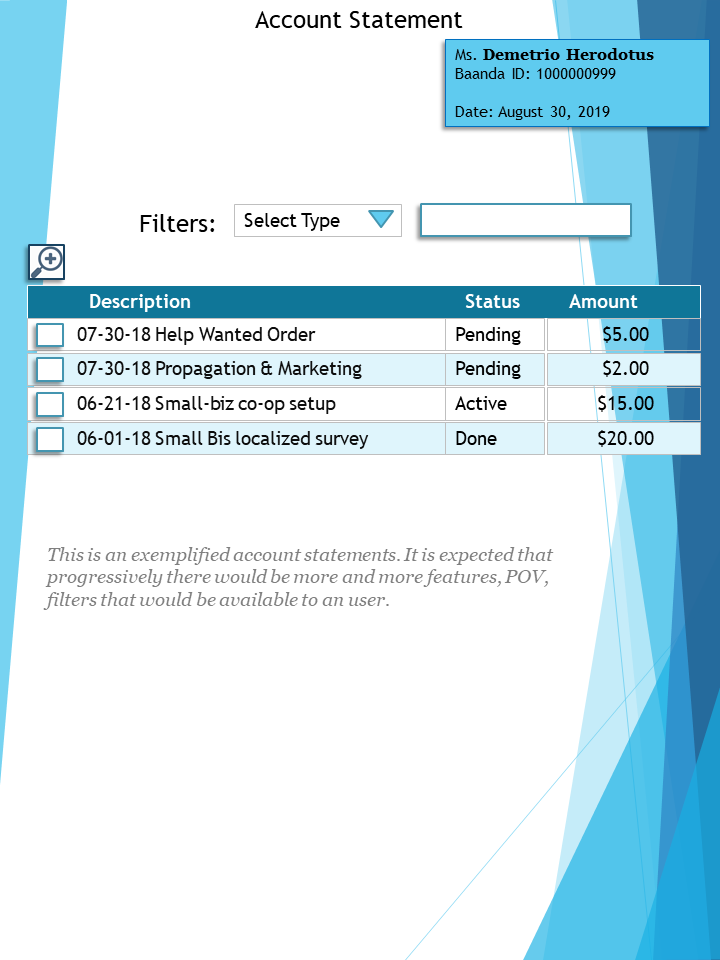 Account Statement
Ms. Demetrio Herodotus
Baanda ID: 1000000999
Date: August 30, 2019
Filters: Select Type
Description Status Amount
07-30-18 Help Wanted Order Pending $5.00
07-30-18 Propagation & Marketing Pending $2.00
06-21-18 Small-biz co-op setup Active $15.00
06-01-18 Small Bis localized survey Done $20.00
This is an exemplified account statements. It is expected that
progressively there would be more and more features, POV,
filters that would be available to an user.